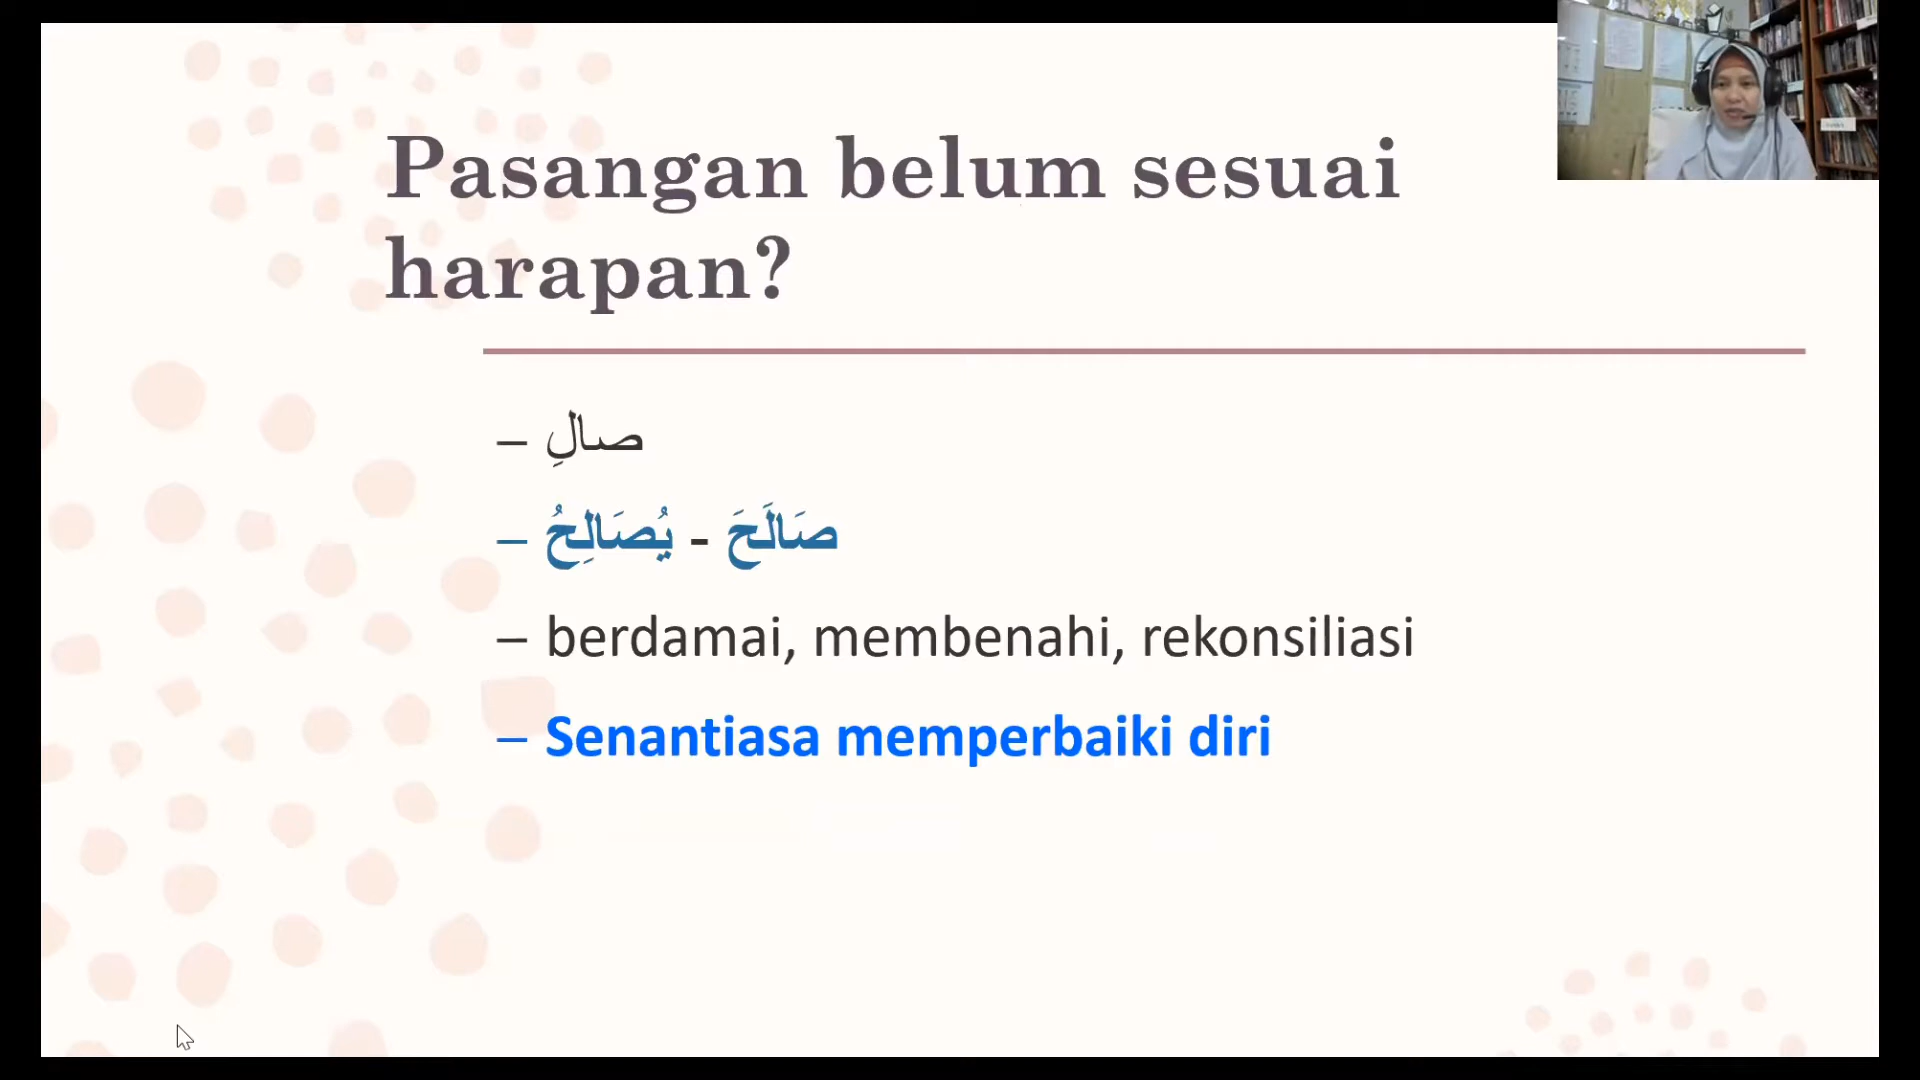 Pasangan belum sesuai
harapan?
– صالِ
– صَالَحَ - يُصَالِحُ
– berdamai, membenahi, rekonsiliasi
– Senantiasa memperbaiki diri